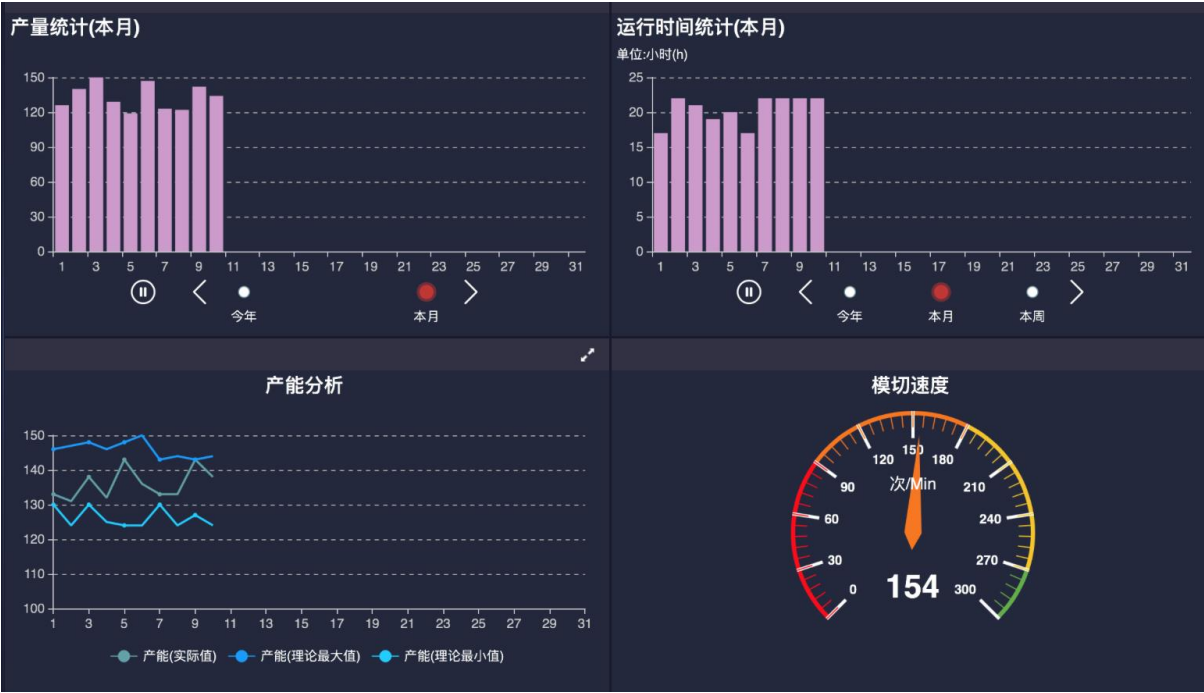 产量统计(本月)
150
120
90
60
30
0
1 3 5 7 9 11 13 15 17 19 21 23 25 27 29 31
今年 本月
运行时间统计(本月)
单位:小时(h)
25
20
15
10
5
0
1 3 5 7 9 11 13 15 17 19 21 23 25 27 29 31
今年 本月 本周
产能分析
150
140
130
120
110
100
1 3 5 7 9 11 13 15 17 19 21 23 25 27 29 31
产能(实际值) 产能(理论最大值) 产能(理论最小值)
模切速度
0
30
60
90
120
150
180
210
240
270
300
次/Min
154